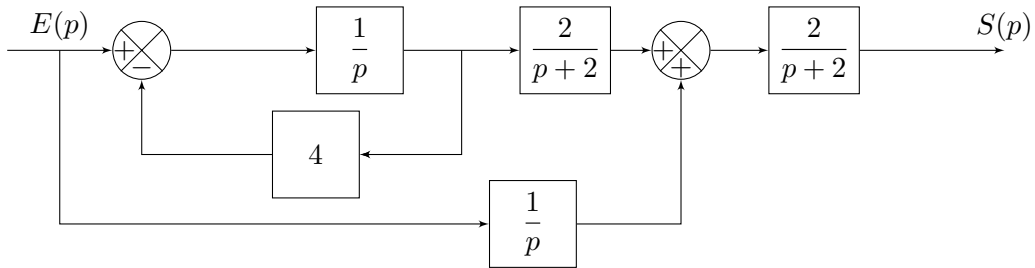 E(p)
S(p)
+
−
1/p
2/(p + 2)
+
+
2/(p + 2)
4
1/p